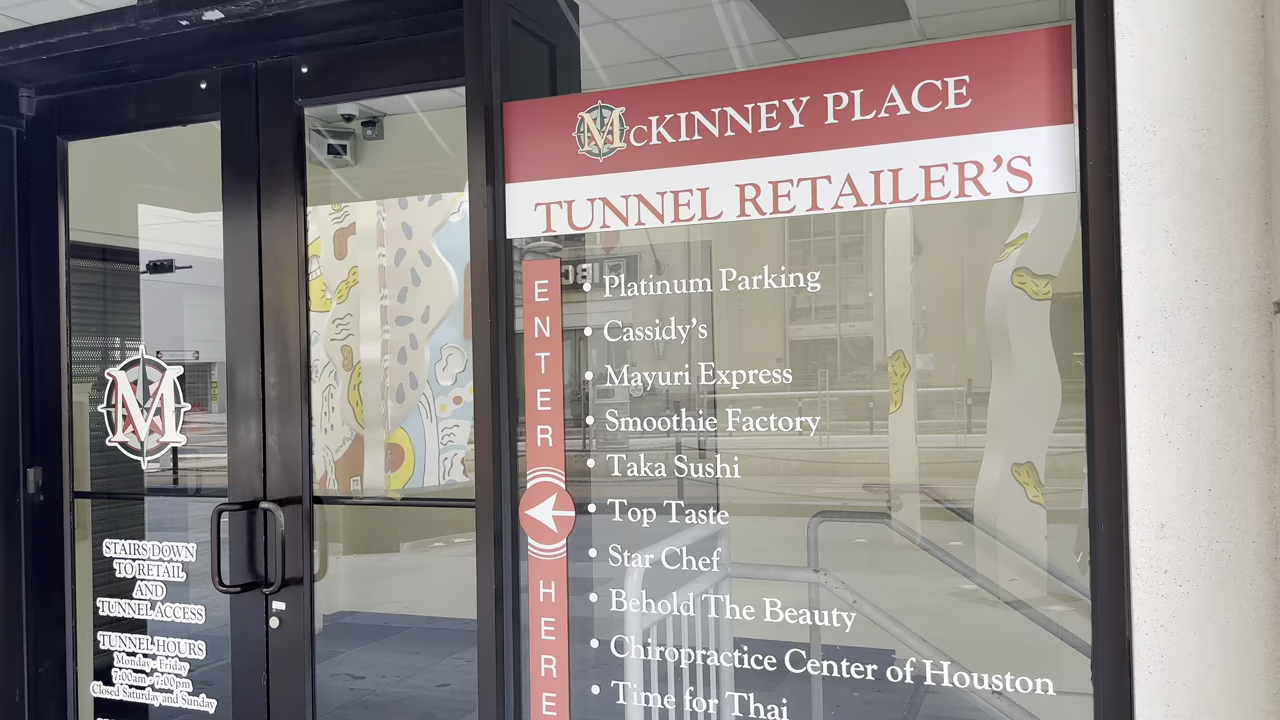 McKINNEY PLACE
TUNNEL RETAILER'S
ENTER
HERE
• Platinum Parking
• Cassidy's
• Mayuri Express
• Smoothie Factory
• Taka Sushi
• Top Taste
• Star Chef
• Behold The Beauty
• Chiropractice Center of Houston
• Time for Thai
M
STAIRS DOWN
TO RETAIL
AND
TUNNEL ACCESS
TUNNEL HOURS
Monday - Friday
7:00am - 7:00pm
Closed Saturday and Sunday